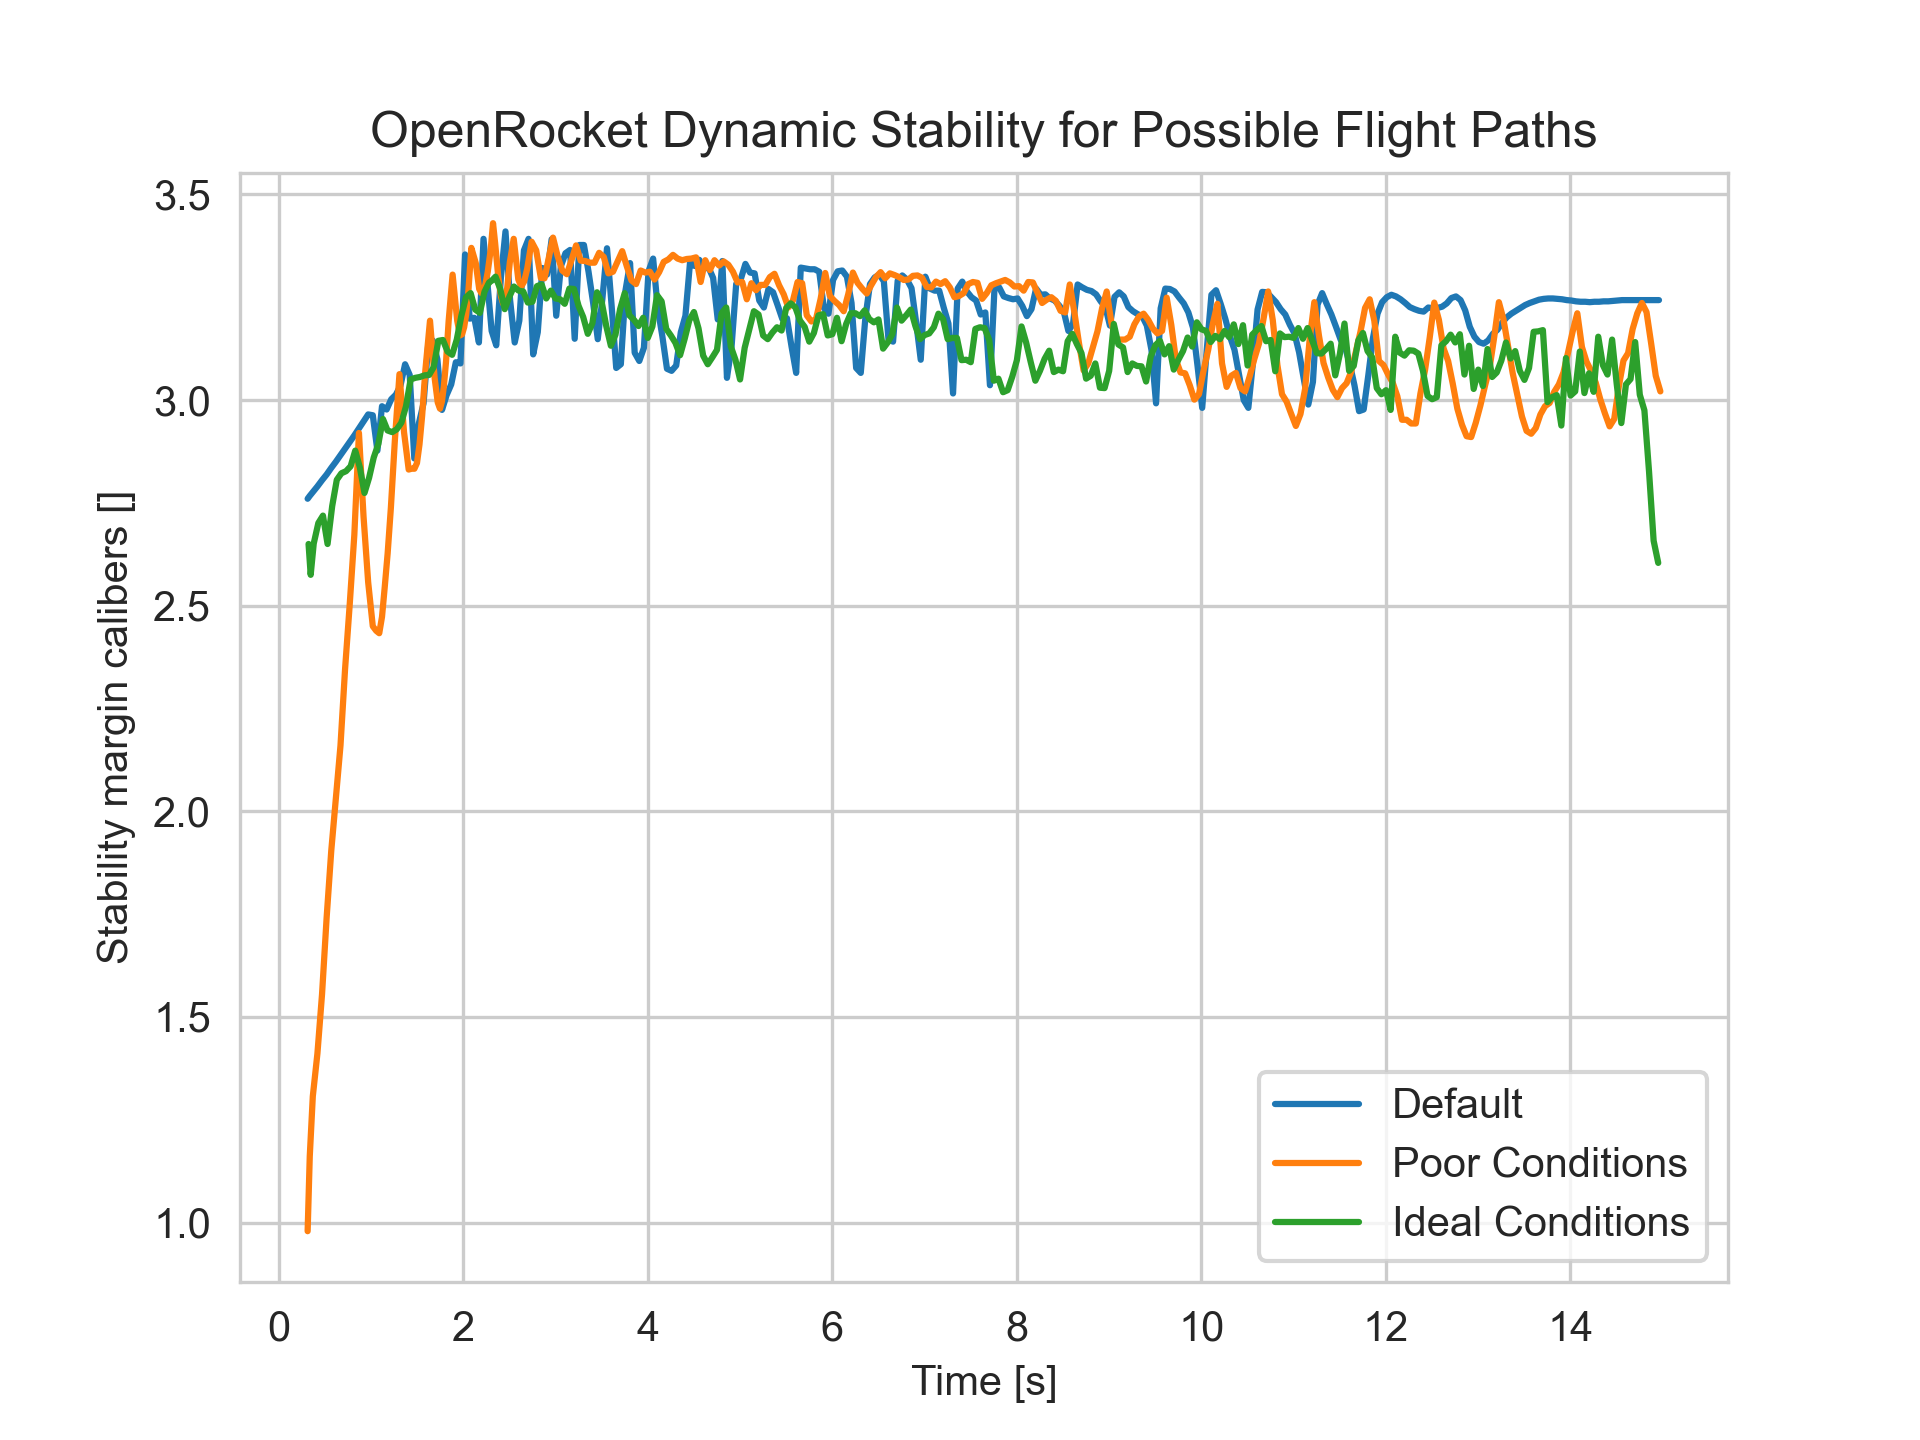 OpenRocket Dynamic Stability for Possible Flight Paths
3.5
3.0
2.5
2.0
1.5
1.0
Stability margin calibers []
Default
Poor Conditions
Ideal Conditions
0 2 4 6 8 10 12 14
Time [s]